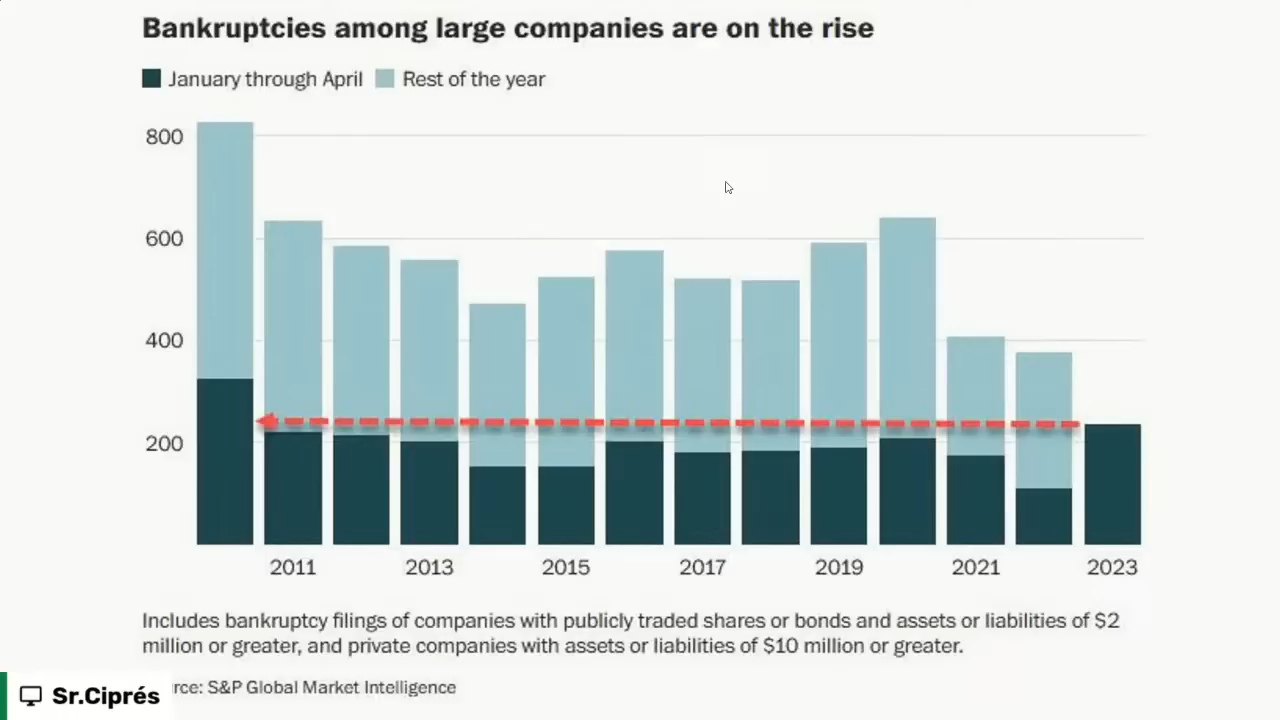 Bankruptcies among large companies are on the rise
January through April Rest of the year
800
600
400
200
2011 2013 2015 2017 2019 2021 2023
Includes bankruptcy filings of companies with publicly traded shares or bonds and assets or liabilities of $2
million or greater, and private companies with assets or liabilities of $10 million or greater.
rce: S&P Global Market Intelligence
Sr.Ciprés